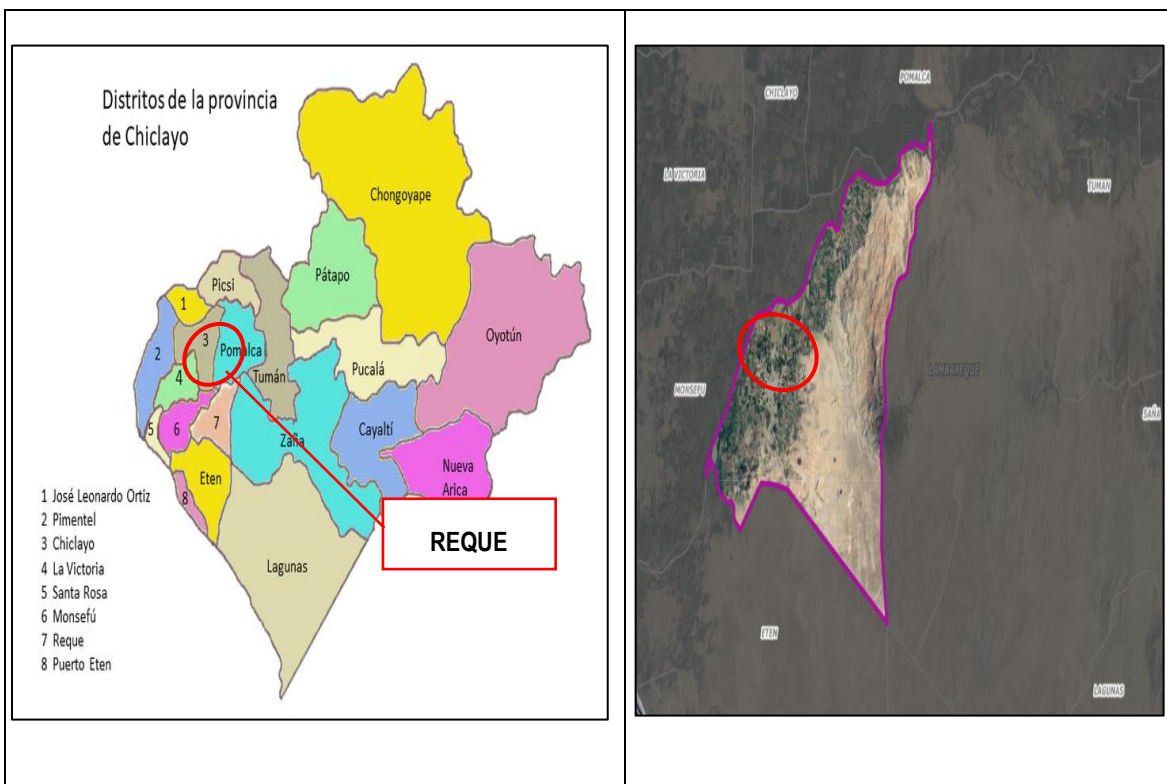 Distritos de la provincia
de Chiclayo
Chongoyape
Picsi
Pátapo
1
Oyotún
2
3
Pomalca
Pucalá
4
Tumán
5
6
7
Zaña
Cayaltí
Nueva
Arica
Eten
8
REQUE
Lagunas
1 José Leonardo Ortiz
2 Pimentel
3 Chiclayo
4 La Victoria
5 Santa Rosa
6 Monsefú
7 Reque
8 Puerto Eten
POMALCA
CHICLAYO
LA VICTORIA
TUMAN
LAMBAYEQUE
MONSEFU
SAÑA
ETEN
LAGUNAS